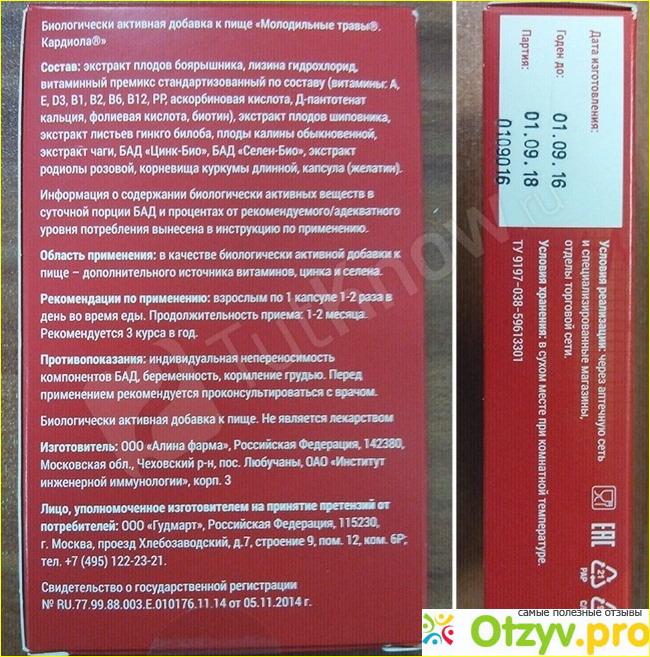 Биологически активная добавка к пище «Молодильные травы®.
Кардиола®»
Состав: экстракт плодов боярышника, лизина гидрохлорид,
витаминный премикс стандартизованный по составу (витамины: A,
E, D3, B1, B2, B6, B12, PP, аскорбиновая кислота, Д-пантотенат
кальция, фолиевая кислота, биотин), экстракт плодов шиповника,
экстракт листьев гинкго билоба, плоды калины обыкновенной,
экстракт чаги, БАД «Цинк-Био», БАД «Селен-Био», экстракт
родиолы розовой, корневища куркумы длинной, капсула (желатин).
Информация о содержании биологически активных веществ в
суточной порции БАД и процентах от рекомендуемого/адекватного
уровня потребления вынесена в инструкцию по применению.
Область применения: в качестве биологически активной добавки к
пище – дополнительного источника витаминов, цинка и селена.
Рекомендации по применению: взрослым по 1 капсуле 1-2 раза в
день во время еды. Продолжительность приема: 1-2 месяца.
Рекомендуется 3 курса в год.
Противопоказания: индивидуальная непереносимость
компонентов БАД, беременность, кормление грудью. Перед
применением рекомендуется проконсультироваться с врачом.
Биологически активная добавка к пище. Не является лекарством
Изготовитель: ООО «Алина фарма», Российская Федерация, 142380,
Московская обл., Чеховский р-н, пос. Любучаны, ОАО «Институт
инженерной иммунологии», корп. 3
Лицо, уполномоченное изготовителем на принятие претензий от
потребителей: ООО «Гудмарт», Российская Федерация, 115230,
г. Москва, проезд Хлебозаводский, д.7, строение 9, пом. 12, ком. 6Р;
тел. +7 (495) 122-23-21.
Свидетельство о государственной регистрации
№ RU.77.99.88.003.E.010176.11.14 от 05.11.2014 г.
Дата изготовления:
Годен до:
Партия:
01.09.16
01.09.18
0109016
Условия реализации: через аптечную сеть
и специализированные магазины,
отделы торговой сети.
Условия хранения: в сухом месте при комнатной температуре.
ТУ 9197-038-59613301
EAC
21
PAP
TutKnow.ru
самые полезные отзывы
Otzyv.pro